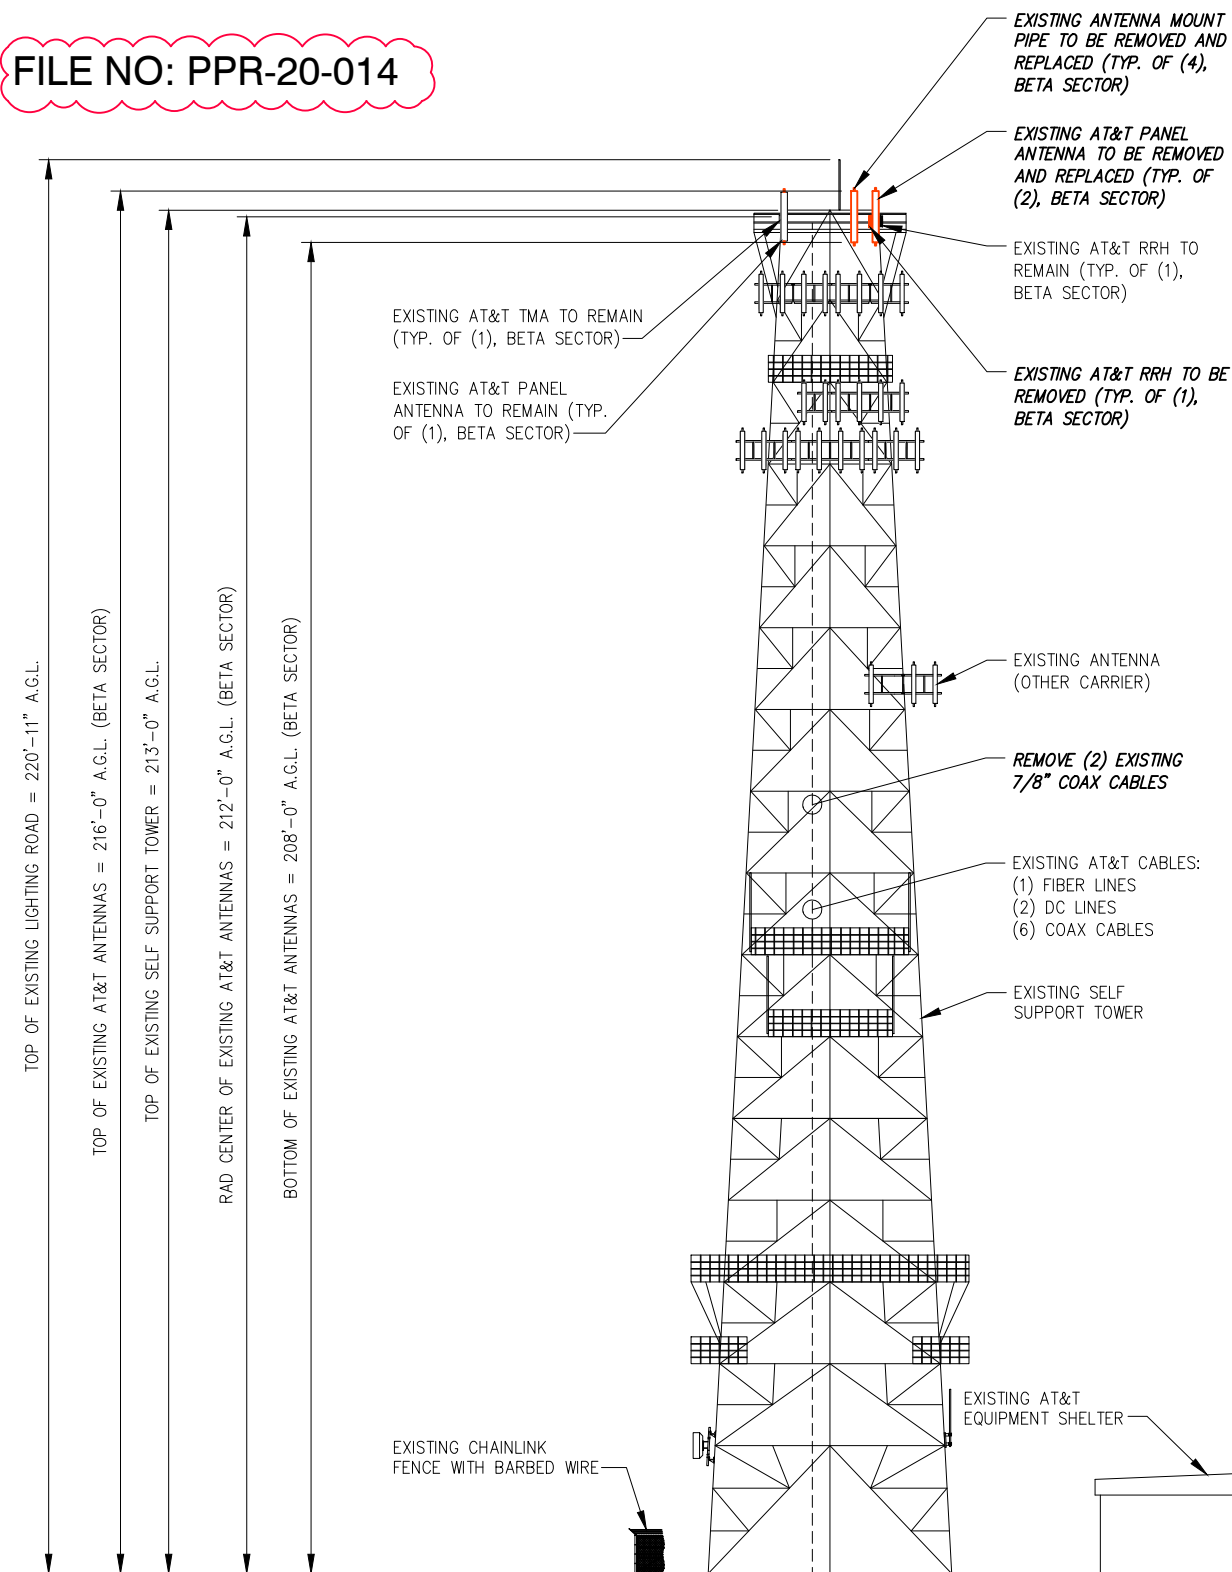 FILE NO: PPR-20-014
EXISTING ANTENNA MOUNT
PIPE TO BE REMOVED AND
REPLACED (TYP. OF (4),
BETA SECTOR)
EXISTING AT&T PANEL
ANTENNA TO BE REMOVED
AND REPLACED (TYP. OF
(2), BETA SECTOR)
EXISTING AT&T RRH TO
REMAIN (TYP. OF (1),
BETA SECTOR)
EXISTING AT&T TMA TO REMAIN
(TYP. OF (1), BETA SECTOR)
EXISTING AT&T PANEL
ANTENNA TO REMAIN (TYP.
OF (1), BETA SECTOR)
EXISTING AT&T RRH TO BE
REMOVED (TYP. OF (1),
BETA SECTOR)
TOP OF EXISTING LIGHTING ROAD = 220'-11" A.G.L.
TOP OF EXISTING AT&T ANTENNAS = 216'-0" A.G.L. (BETA SECTOR)
TOP OF EXISTING SELF SUPPORT TOWER = 213'-0" A.G.L.
RAD CENTER OF EXISTING AT&T ANTENNAS = 212'-0" A.G.L. (BETA SECTOR)
BOTTOM OF EXISTING AT&T ANTENNAS = 208'-0" A.G.L. (BETA SECTOR)
EXISTING ANTENNA
(OTHER CARRIER)
REMOVE (2) EXISTING
7/8" COAX CABLES
EXISTING AT&T CABLES:
(1) FIBER LINES
(2) DC LINES
(6) COAX CABLES
EXISTING SELF
SUPPORT TOWER
EXISTING AT&T
EQUIPMENT SHELTER
EXISTING CHAINLINK
FENCE WITH BARBED WIRE